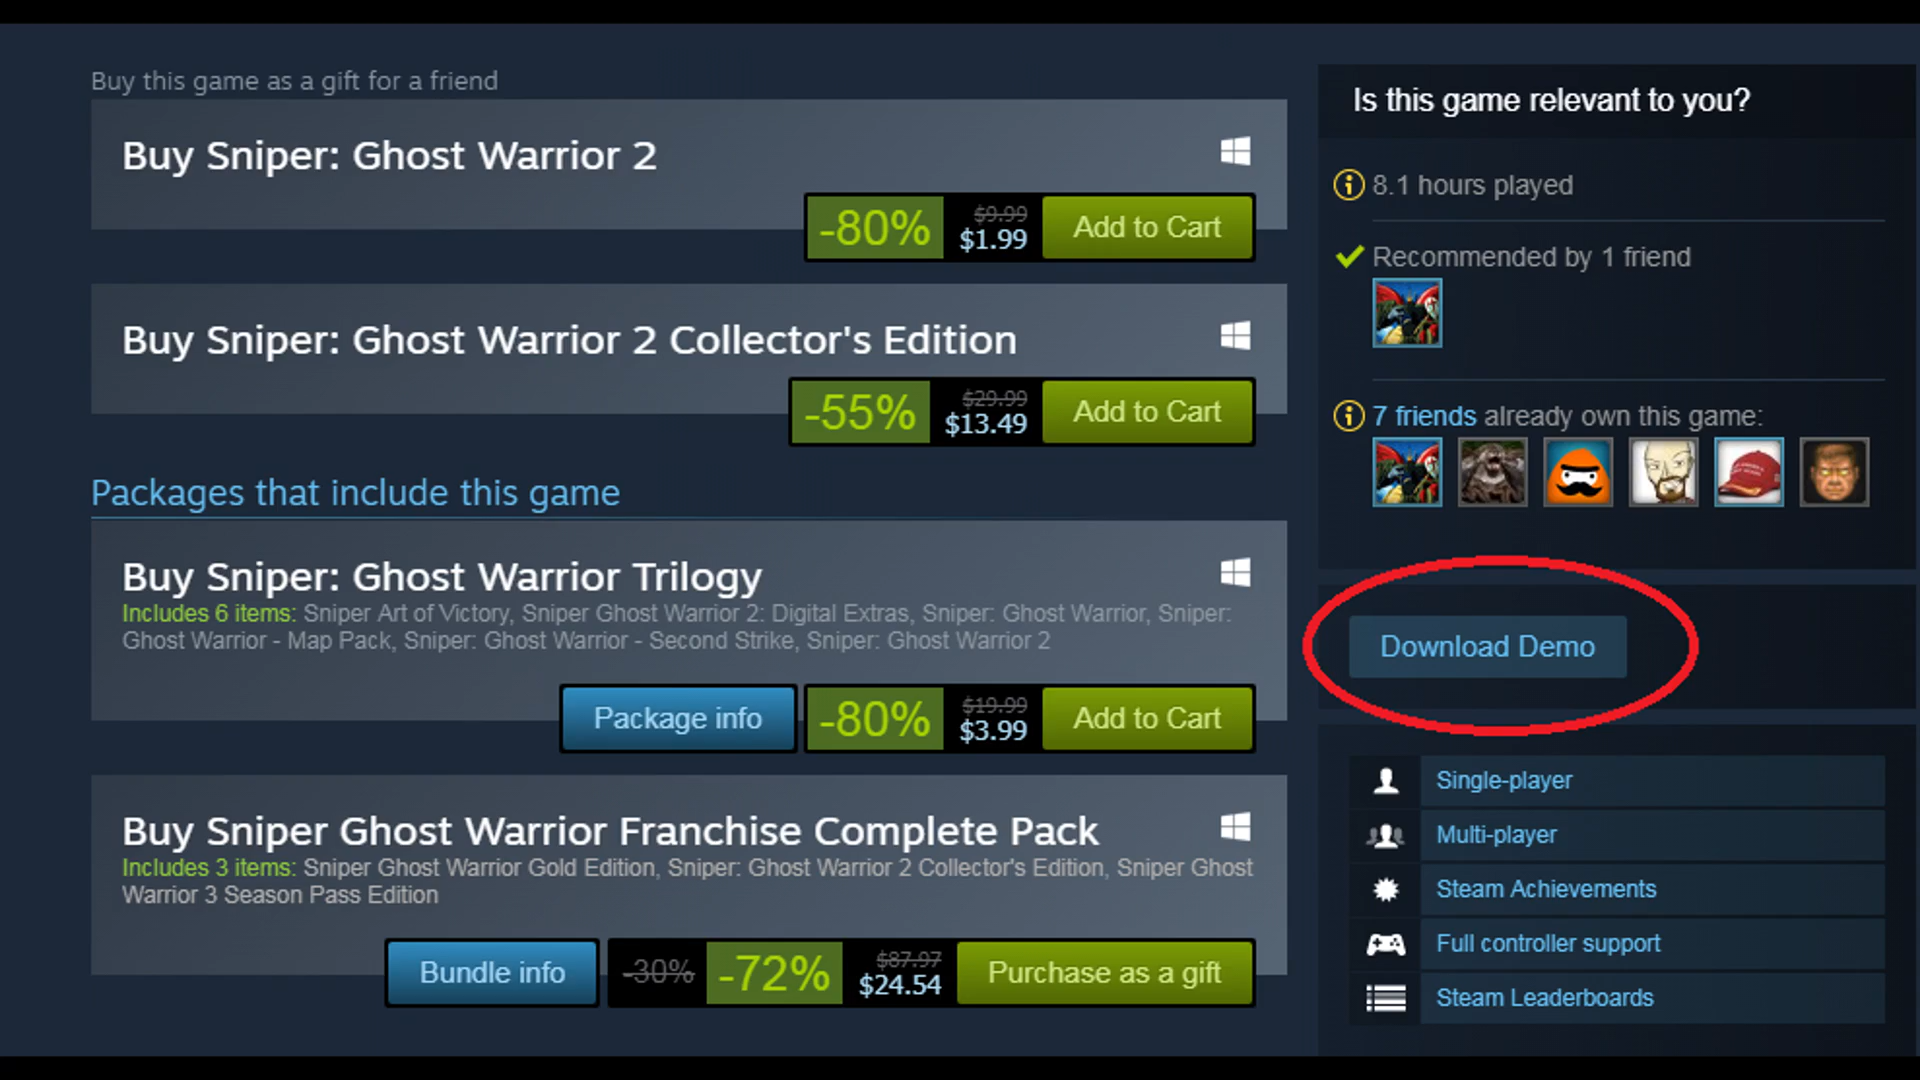 Buy this game as a gift for a friend
Buy Sniper: Ghost Warrior 2
-80%
$9.99
$1.99
Add to Cart
Buy Sniper: Ghost Warrior 2 Collector's Edition
-55%
$29.99
$13.49
Add to Cart
Packages that include this game
Buy Sniper: Ghost Warrior Trilogy
Includes 6 items: Sniper Art of Victory, Sniper Ghost Warrior 2: Digital Extras, Sniper: Ghost Warrior, Sniper:
Ghost Warrior - Map Pack, Sniper: Ghost Warrior - Second Strike, Sniper: Ghost Warrior 2
Package info
-80%
$19.99
$3.99
Add to Cart
Buy Sniper Ghost Warrior Franchise Complete Pack
Includes 3 items: Sniper Ghost Warrior Gold Edition, Sniper: Ghost Warrior 2 Collector's Edition, Sniper Ghost
Warrior 3 Season Pass Edition
Bundle info
-30%
-72%
$87.97
$24.54
Purchase as a gift
Is this game relevant to you?
8.1 hours played
Recommended by 1 friend
7 friends already own this game:
Download Demo
Single-player
Multi-player
Steam Achievements
Full controller support
Steam Leaderboards